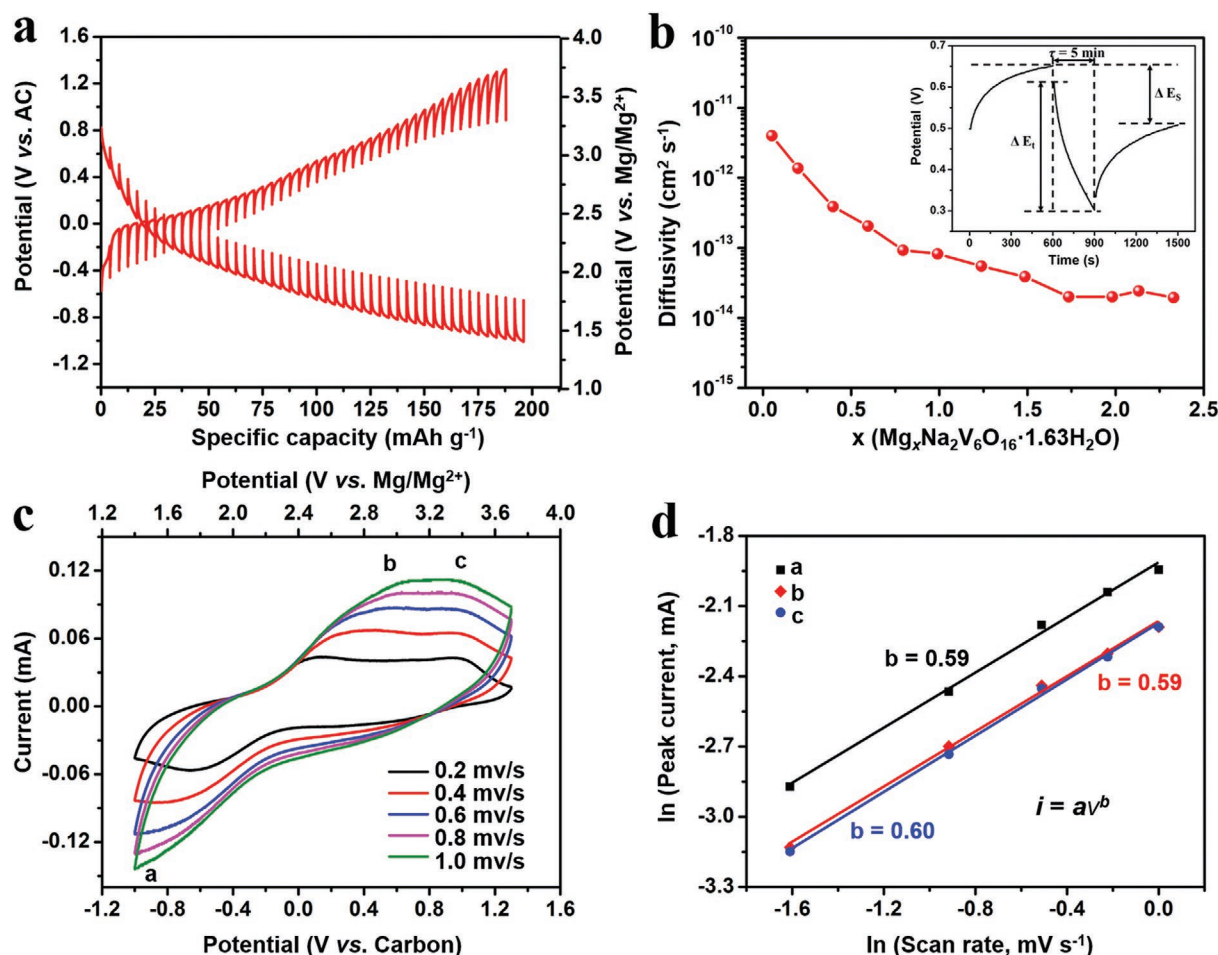 a
1.6
1.2
0.8
0.4
0.0
-0.4
-0.8
-1.2
Potential (V vs. AC)
4.0
3.5
3.0
2.5
2.0
1.5
1.0
Potential (V vs. Mg/Mg²⁺)
0 25 50 75 100 125 150 175 200
Specific capacity (mAh g⁻¹)
b
10⁻¹⁰
10⁻¹¹
10⁻¹²
10⁻¹³
10⁻¹⁴
10⁻¹⁵
Diffusivity (cm² s⁻¹)
0.0 0.5 1.0 1.5 2.0 2.5
x (MgₓNa₂V₆O₁₆·1.63H₂O)
0.7
0.5
0.3
Potential (V)
τ = 5 min
Δ Eₜ
Δ E_S
0 300 600 900 1200 1500
Time (s)
c
Potential (V vs. Mg/Mg²⁺)
1.2 1.6 2.0 2.4 2.8 3.2 3.6 4.0
0.12
0.06
0.00
-0.06
-0.12
Current (mA)
b c
a
0.2 mv/s
0.4 mv/s
0.6 mv/s
0.8 mv/s
1.0 mv/s
-1.2 -0.8 -0.4 0.0 0.4 0.8 1.2 1.6
Potential (V vs. Carbon)
d
-1.8
-2.1
-2.4
-2.7
-3.0
-3.3
ln (Peak current, mA)
a
b
c
b = 0.59
b = 0.59
b = 0.60
i = aνᵇ
-1.6 -1.2 -0.8 -0.4 0.0
ln (Scan rate, mV s⁻¹)